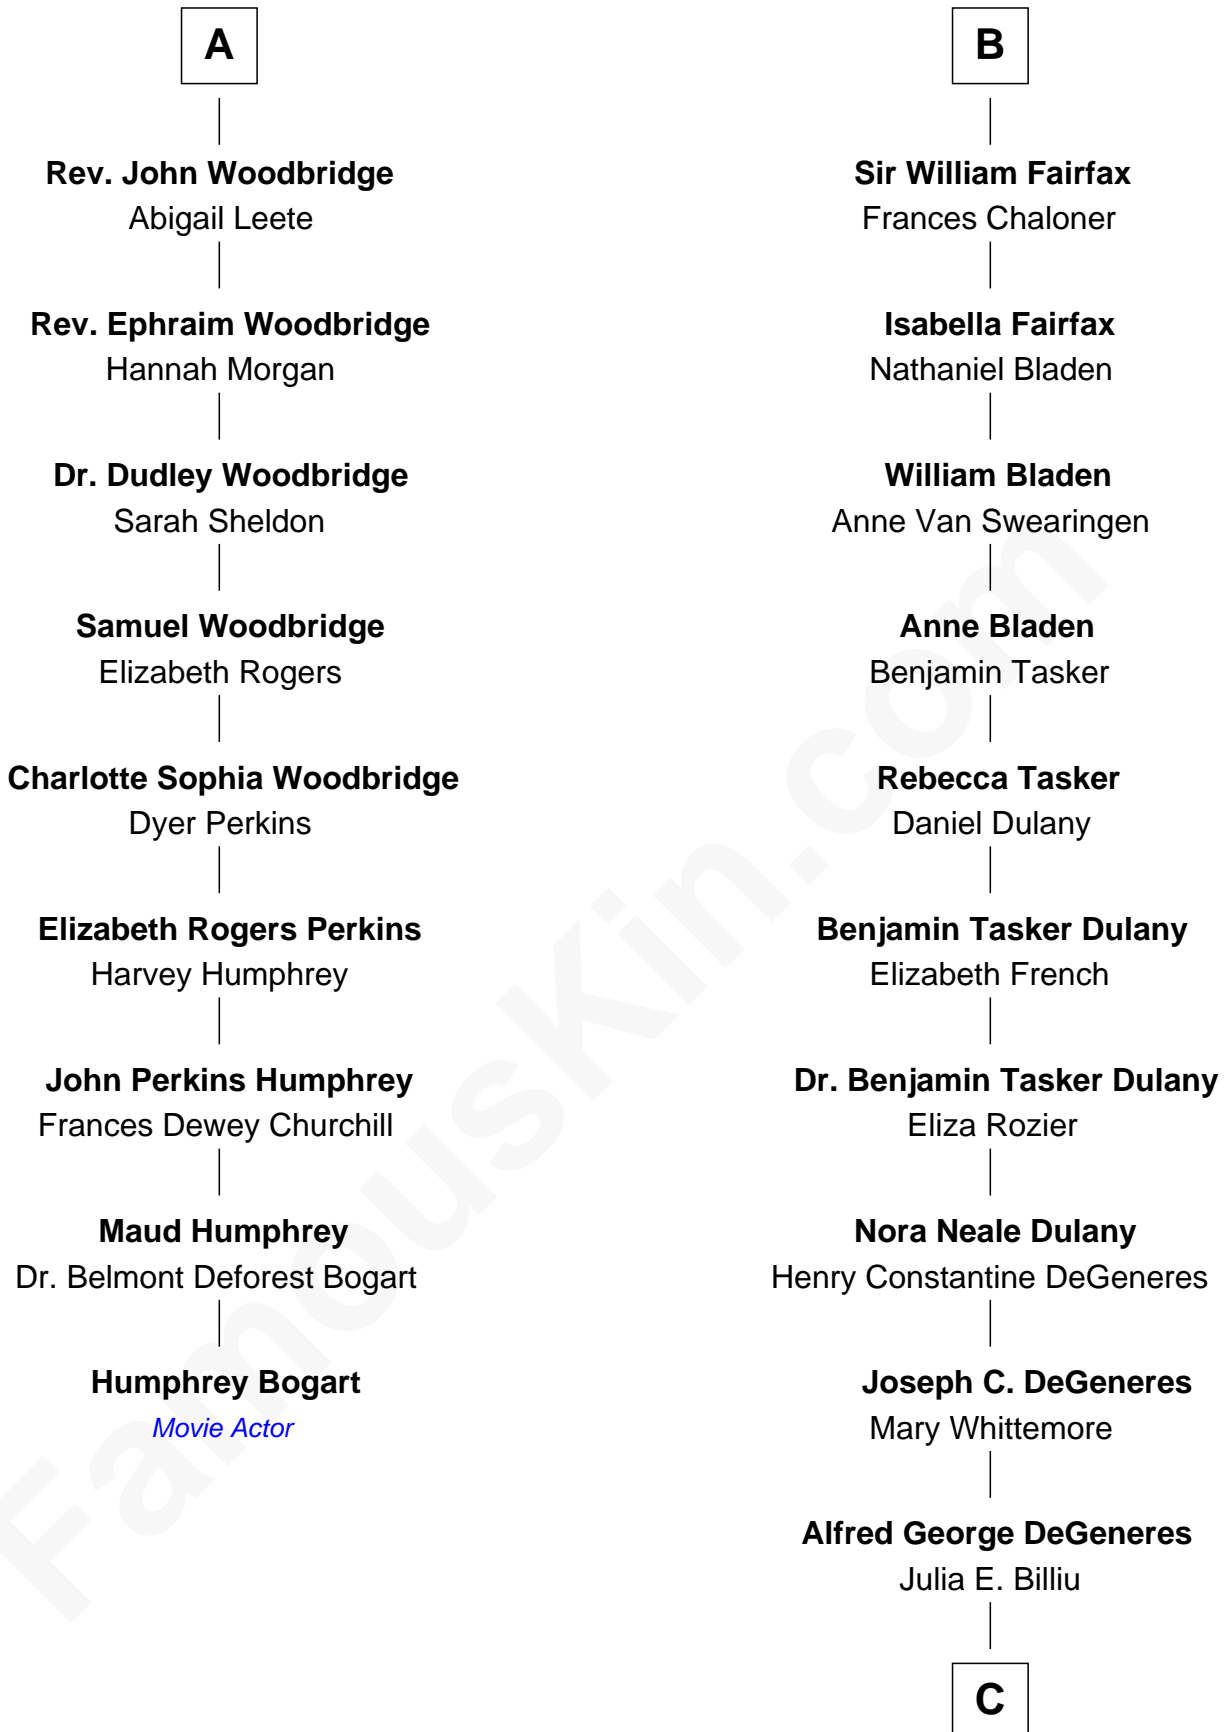 A
Rev. John Woodbridge
Abigail Leete
Rev. Ephraim Woodbridge
Hannah Morgan
Dr. Dudley Woodbridge
Sarah Sheldon
Samuel Woodbridge
Elizabeth Rogers
Charlotte Sophia Woodbridge
Dyer Perkins
Elizabeth Rogers Perkins
Harvey Humphrey
John Perkins Humphrey
Frances Dewey Churchill
Maud Humphrey
Dr. Belmont Deforest Bogart
Humphrey Bogart
Movie Actor
B
Sir William Fairfax
Frances Chaloner
Isabella Fairfax
Nathaniel Bladen
William Bladen
Anne Van Swearingen
Anne Bladen
Benjamin Tasker
Rebecca Tasker
Daniel Dulany
Benjamin Tasker Dulany
Elizabeth French
Dr. Benjamin Tasker Dulany
Eliza Rozier
Nora Neale Dulany
Henry Constantine DeGeneres
Joseph C. DeGeneres
Mary Whittemore
Alfred George DeGeneres
Julia E. Billiu
C
FamousKin.com